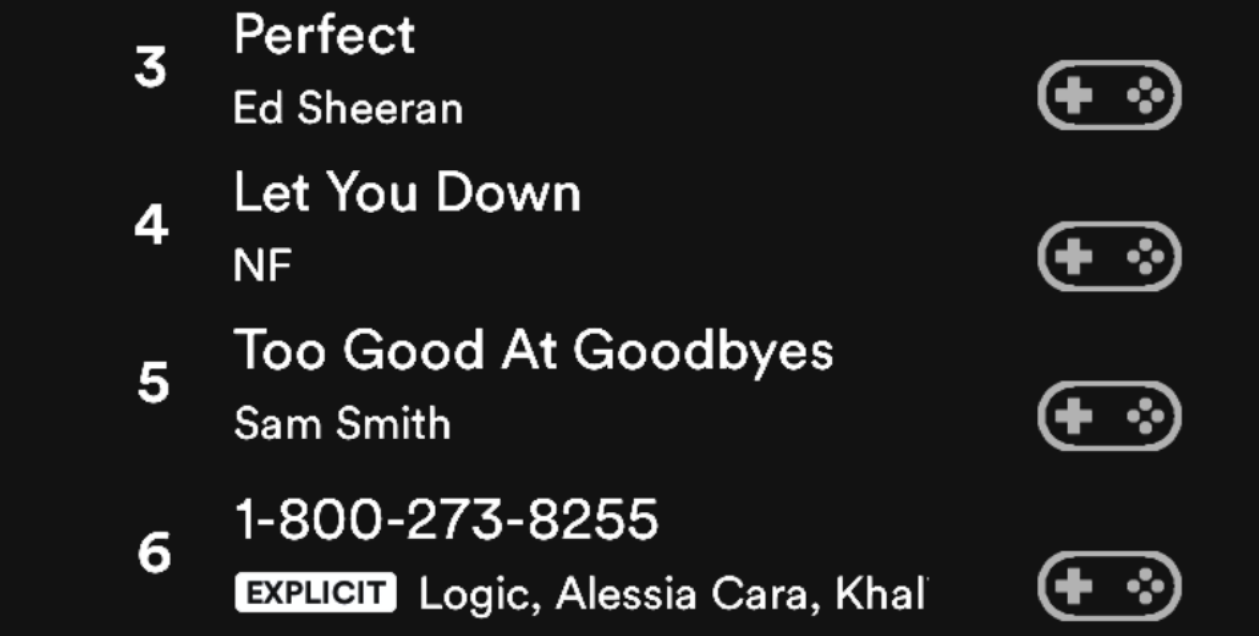 3
Perfect
Ed Sheeran
4
Let You Down
NF
5
Too Good At Goodbyes
Sam Smith
6
1-800-273-8255
EXPLICIT Logic, Alessia Cara, Khal